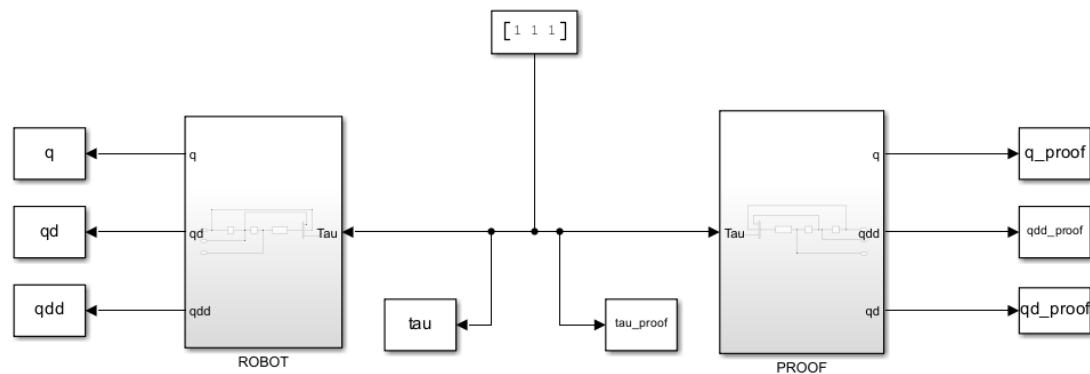 [1 1 1]
q
q
q
q_proof
qd
qd
Tau
Tau
qdd
qdd_proof
qdd
qdd
tau
tau_proof
qd
qd_proof
ROBOT
PROOF